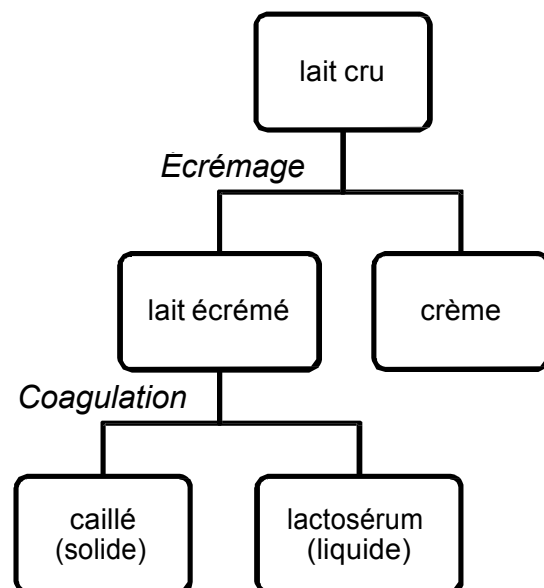 lait cru
Écrémage
lait écrémé
crème
Coagulation
caillé
(solide)
lactosérum
(liquide)